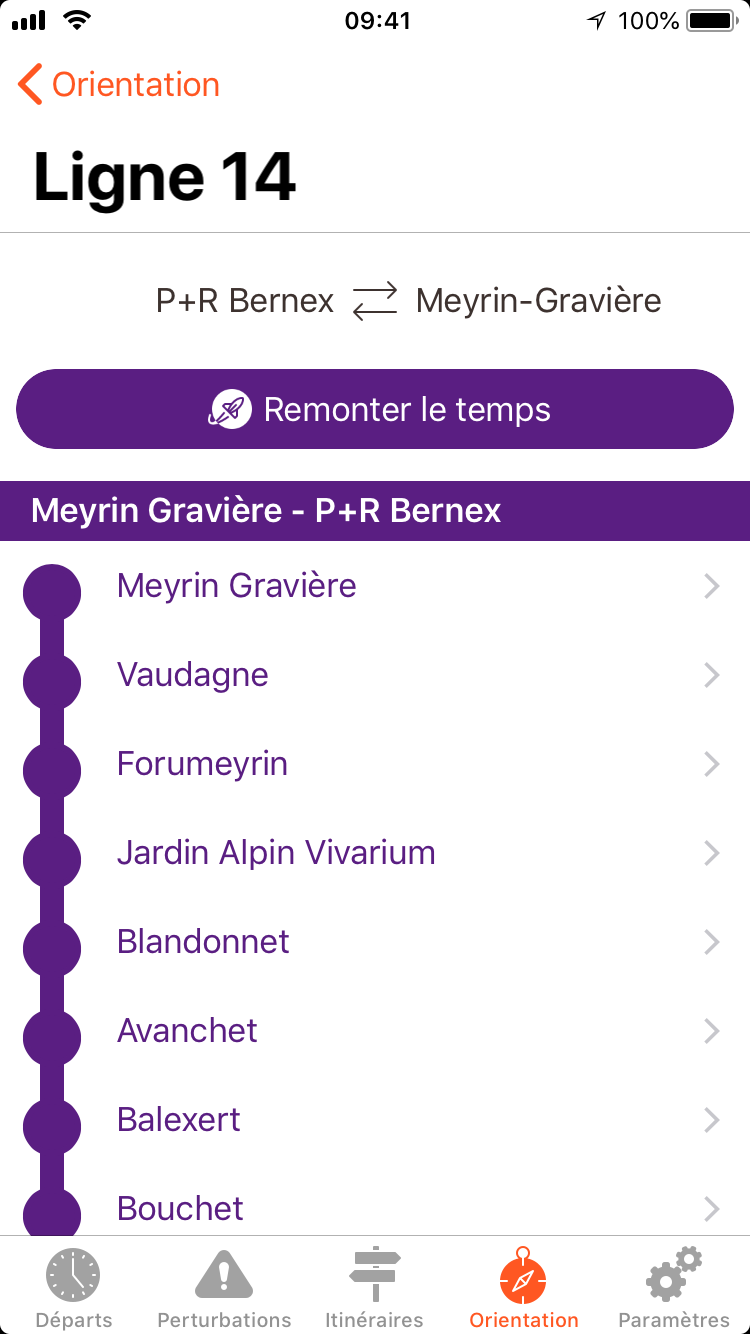 09:41
100%
Orientation
Ligne 14
P+R Bernex Meyrin-Gravière
Remonter le temps
Meyrin Gravière - P+R Bernex
Meyrin Gravière
Vaudagne
Forumeyrin
Jardin Alpin Vivarium
Blandonnet
Avanchet
Balexert
Bouchet
Départs Perturbations Itinéraires Orientation Paramètres